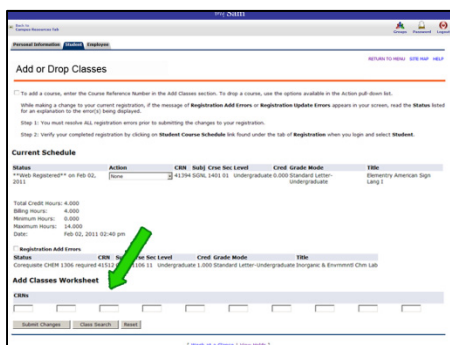 my Sam
Back to
Campus Resources Tab
Groups Password Logout
Personal Information Student Employee
RETURN TO MENU SITE MAP HELP
Add or Drop Classes
To add a course, enter the Course Reference Number in the Add Classes section. To drop a course, use the options available in the Action pull-down list.
While making a change to your current registration, if the message of Registration Add Errors or Registration Update Errors appears in your screen, read the Status listed
for an explanation to the error(s) being displayed.
Step 1: You must resolve ALL registration errors prior to submitting the changes to your registration.
Step 2: Verify your completed registration by clicking on Student Course Schedule link found under the tab of Registration when you login and select Student.
Current Schedule
Status Action CRN Subj Crse Sec Level Cred Grade Mode Title
**Web Registered** on Feb 02, None 41394 SGNL 1401 01 Undergraduate 0.000 Standard Letter- Elementry American Sign
2011 Undergraduate Lang I
Total Credit Hours: 4.000
Billing Hours: 4.000
Minimum Hours: 0.000
Maximum Hours: 14.000
Date: Feb 02, 2011 02:40 pm
Registration Add Errors
Status CRN Sec Level Cred Grade Mode Title
Corequisite CHEM 1306 required 41512 1106 11 Undergraduate 1.000 Standard Letter-Undergraduate Inorganic & Envrnmntl Chm Lab
Add Classes Worksheet
CRNs
Submit Changes Class Search Reset